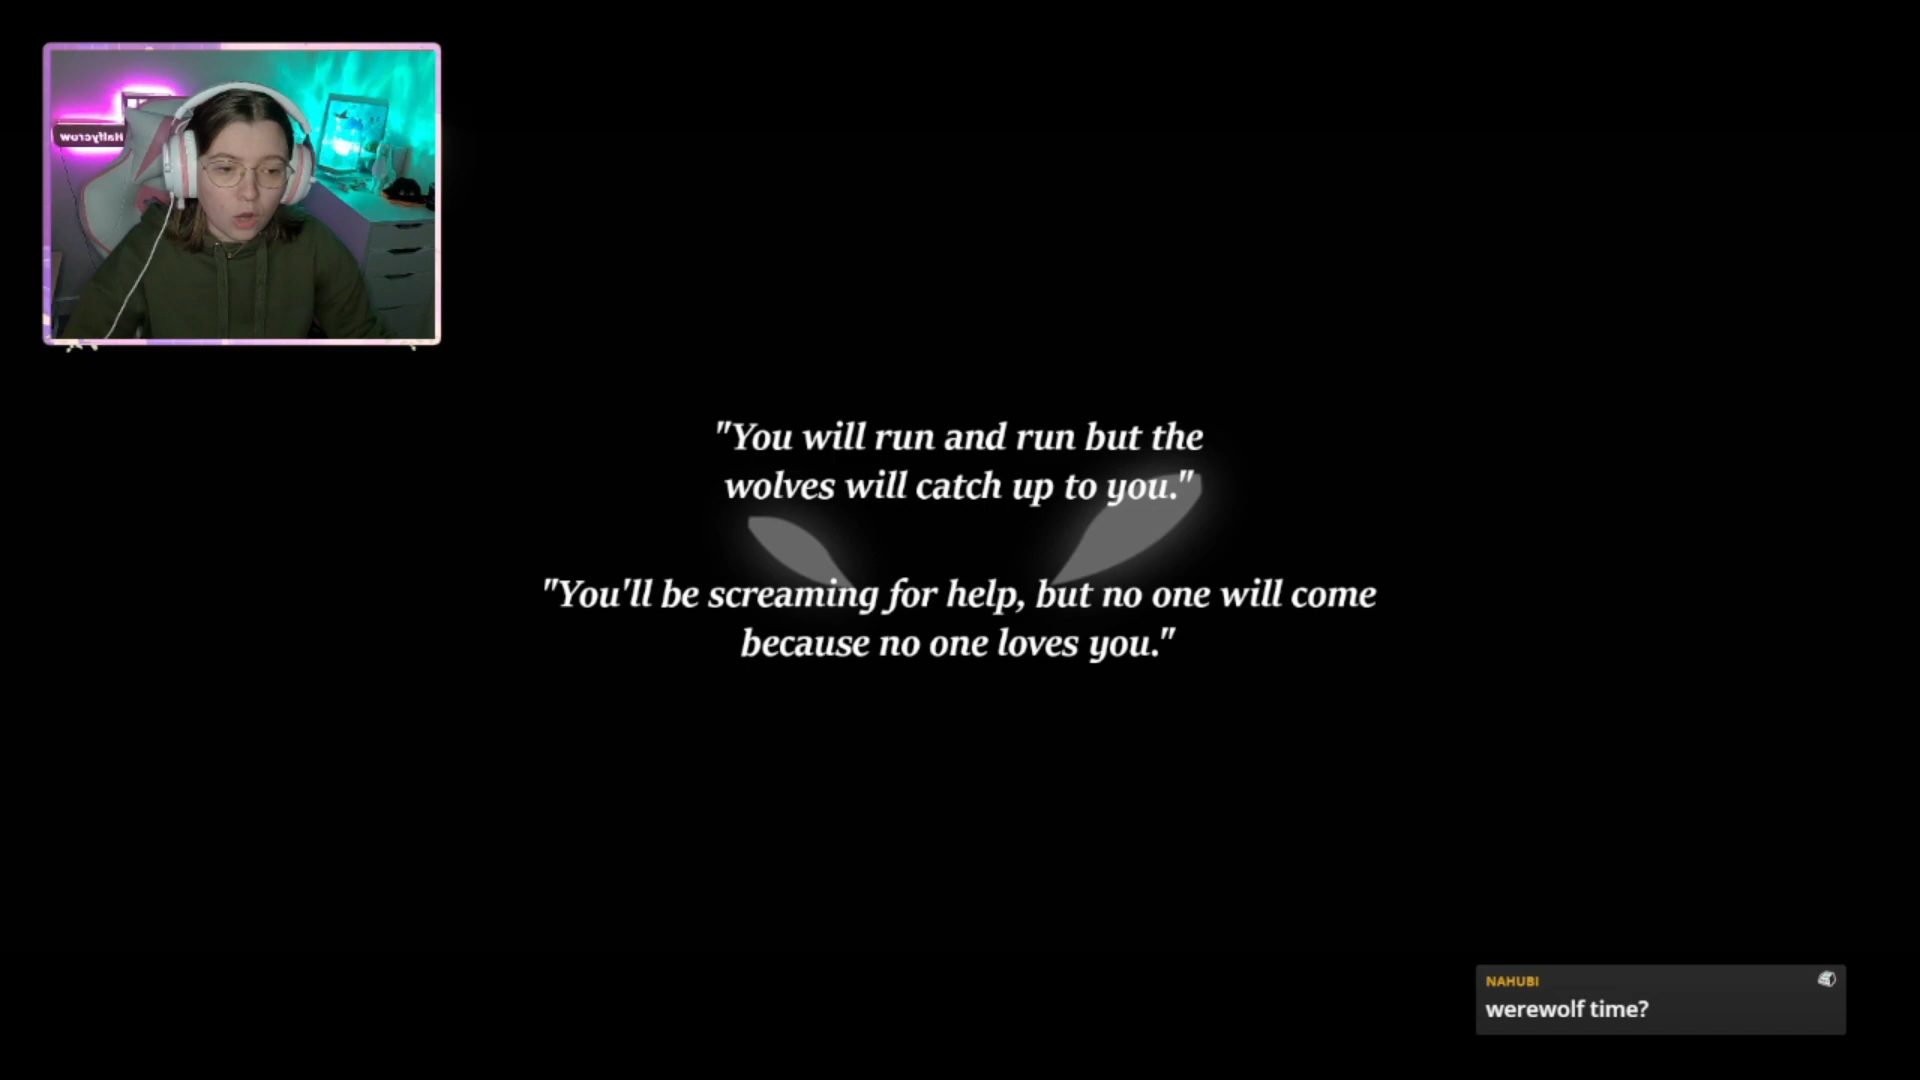 Halfycrow
"You will run and run but the
wolves will catch up to you."
"You'll be screaming for help, but no one will come
because no one loves you."
NAHUBI
werewolf time?